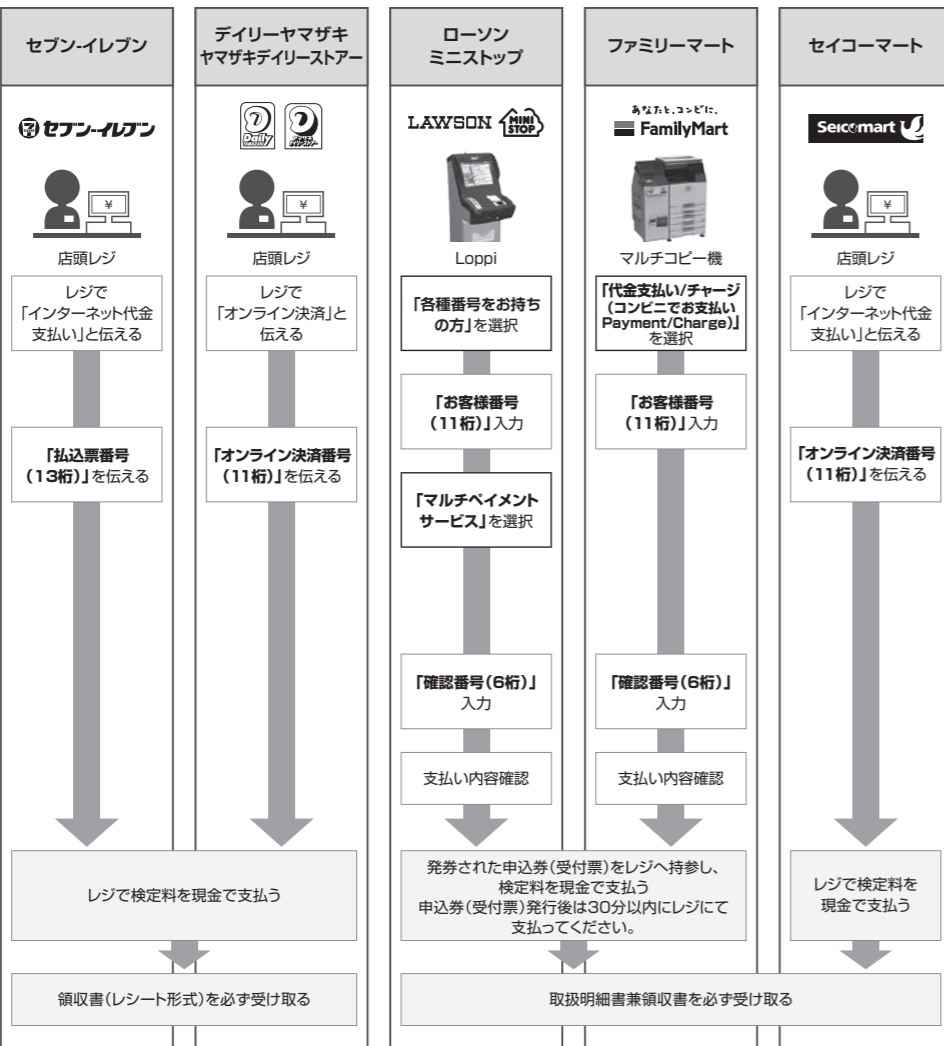 セブン-イレブン
デイリーヤマザキ
ヤマザキデイリーストアー
ローソン
ミニストップ
ファミリーマート
セイコーマート
セブン-イレブン
Daily
LAWSON
MINI
STOP
あなたと、コンビに、
FamilyMart
Seicomart
¥
¥
¥
店頭レジ
店頭レジ
Loppi
マルチコピー機
店頭レジ
レジで
「インターネット代金
支払い」と伝える
レジで
「オンライン決済」と
伝える
「各種番号をお持ち
の方」を選択
「代金支払い/チャージ
(コンビニでお支払い
Payment/Charge)」
を選択
レジで
「インターネット代金
支払い」と伝える
「お客様番号
(11桁)」入力
「お客様番号
(11桁)」入力
「払込票番号
(13桁)」を伝える
「オンライン決済番号
(11桁)」を伝える
「マルチペイメント
サービス」を選択
「オンライン決済番号
(11桁)」を伝える
「確認番号(6桁)」
入力
「確認番号(6桁)」
入力
支払い内容確認
支払い内容確認
レジで検定料を現金で支払う
発券された申込券(受付票)をレジへ持参し、
検定料を現金で支払う
申込券(受付票)発行後は30分以内にレジにて
支払ってください。
レジで検定料を
現金で支払う
領収書(レシート形式)を必ず受け取る
取扱明細書兼領収書を必ず受け取る